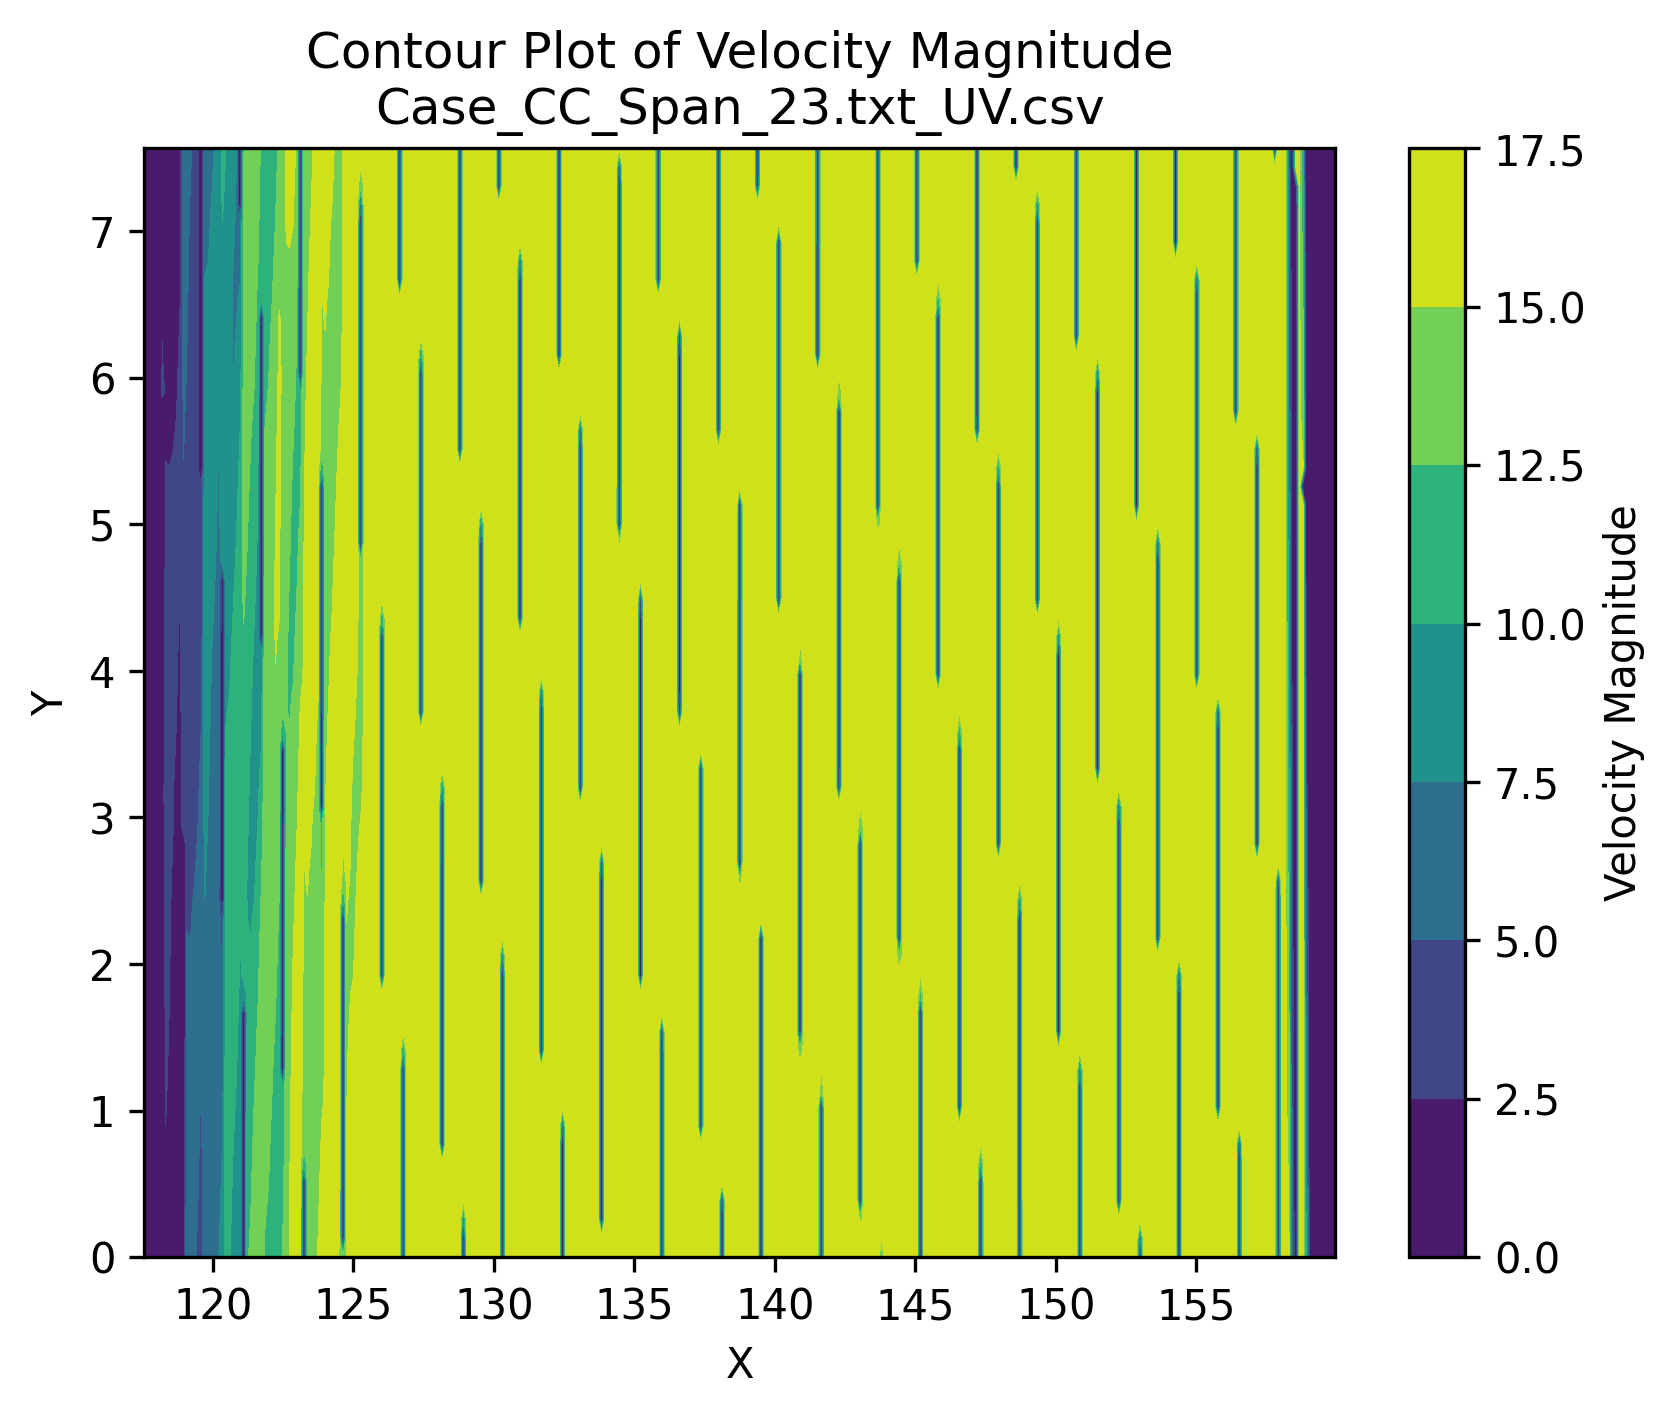 Contour Plot of Velocity Magnitude
Case_CC_Span_23.txt_UV.csv
17.5
15.0
12.5
10.0
7.5
5.0
2.5
0.0
Velocity Magnitude
7
6
5
4
3
2
1
0
Y
120 125 130 135 140 145 150 155
X